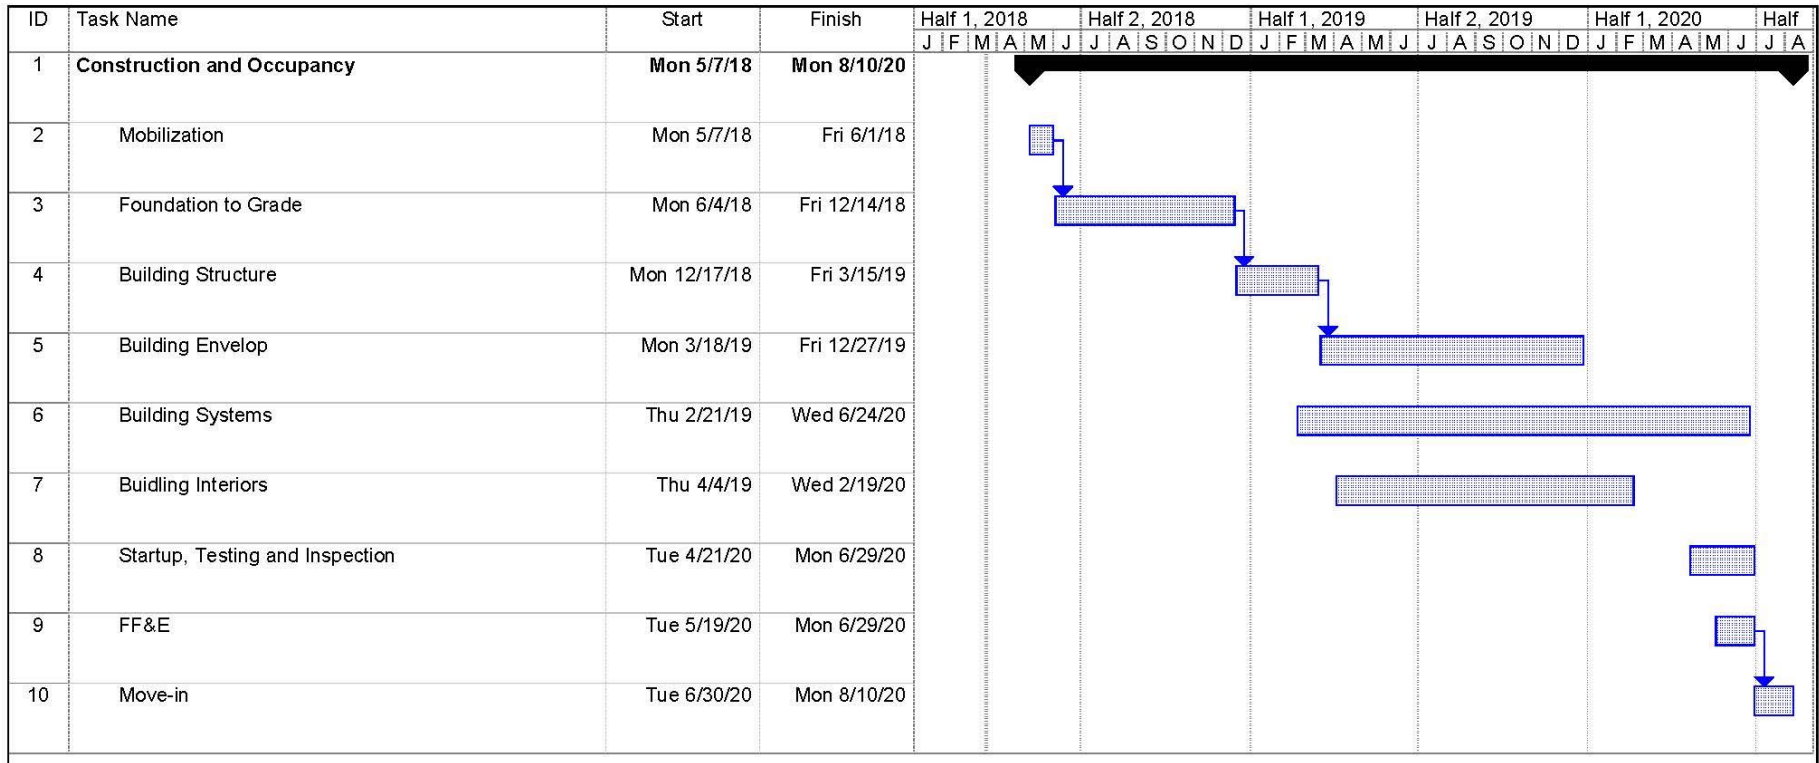 ID Task Name Start Finish Half 1, 2018 Half 2, 2018 Half 1, 2019 Half 2, 2019 Half 1, 2020 Half
J F M A M J J A S O N D J F M A M J J A S O N D J F M A M J J A
1 Construction and Occupancy Mon 5/7/18 Mon 8/10/20
2 Mobilization Mon 5/7/18 Fri 6/1/18
3 Foundation to Grade Mon 6/4/18 Fri 12/14/18
4 Building Structure Mon 12/17/18 Fri 3/15/19
5 Building Envelop Mon 3/18/19 Fri 12/27/19
6 Building Systems Thu 2/21/19 Wed 6/24/20
7 Buidling Interiors Thu 4/4/19 Wed 2/19/20
8 Startup, Testing and Inspection Tue 4/21/20 Mon 6/29/20
9 FF&E Tue 5/19/20 Mon 6/29/20
10 Move-in Tue 6/30/20 Mon 8/10/20